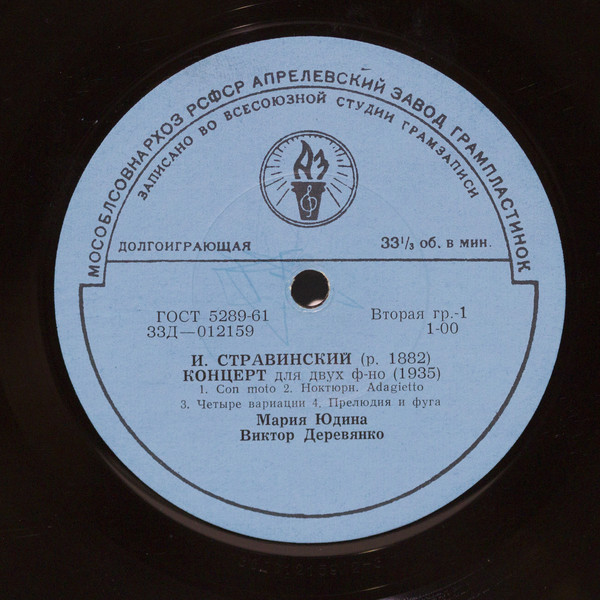 МОСОБЛСОВНАРХОЗ РСФСР АПРЕЛЕВСКИЙ ЗАВОД ГРАМПЛАСТИНОК
ЗАПИСАНО ВО ВСЕСОЮЗНОЙ СТУДИИ ГРАМЗАПИСИ
АЗ
ДОЛГОИГРАЮЩАЯ 33¹/₃ об. в мин.
ГОСТ 5289-61 Вторая гр.-1
33Д—012159 1-00
И. СТРАВИНСКИЙ (р. 1882)
КОНЦЕРТ для двух ф-но (1935)
1. Con moto 2. Ноктюрн. Adagietto
3. Четыре вариации 4. Прелюдия и фуга
Мария Юдина
Виктор Деревянко